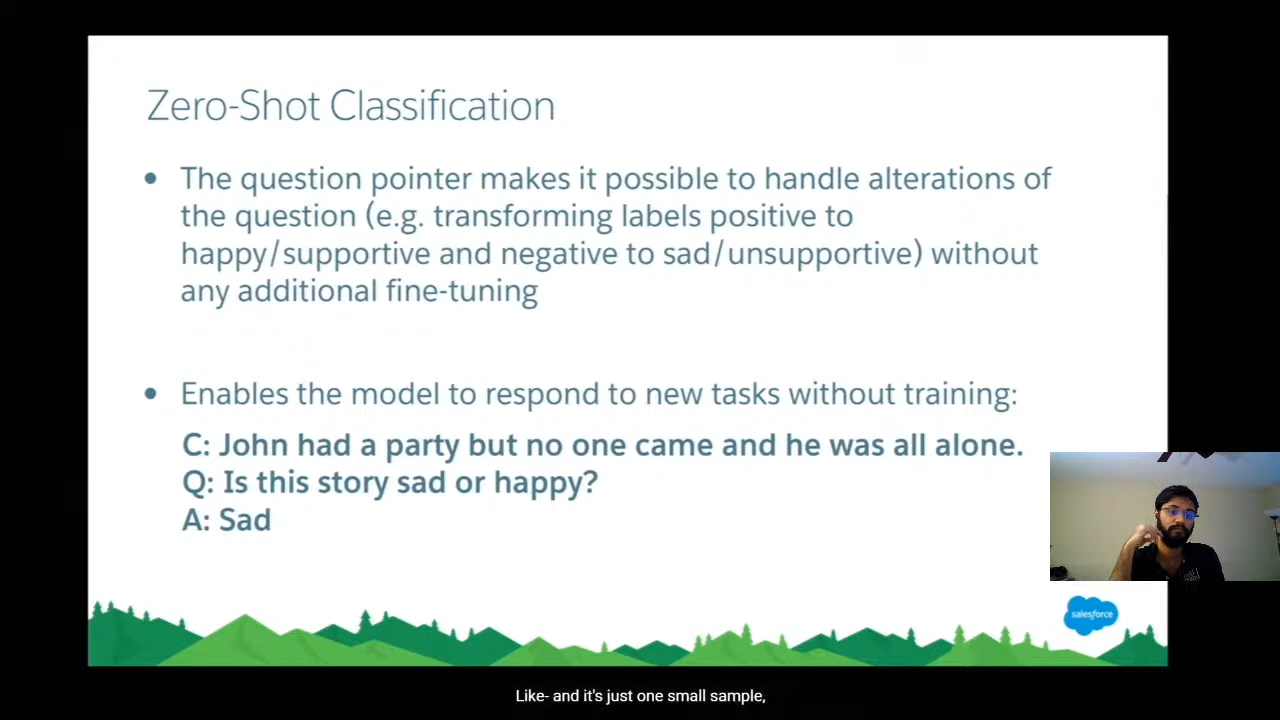 Zero-Shot Classification
• The question pointer makes it possible to handle alterations of
the question (e.g. transforming labels positive to
happy/supportive and negative to sad/unsupportive) without
any additional fine-tuning
• Enables the model to respond to new tasks without training:
C: John had a party but no one came and he was all alone.
Q: Is this story sad or happy?
A: Sad
salesforce
Like- and it's just one small sample,